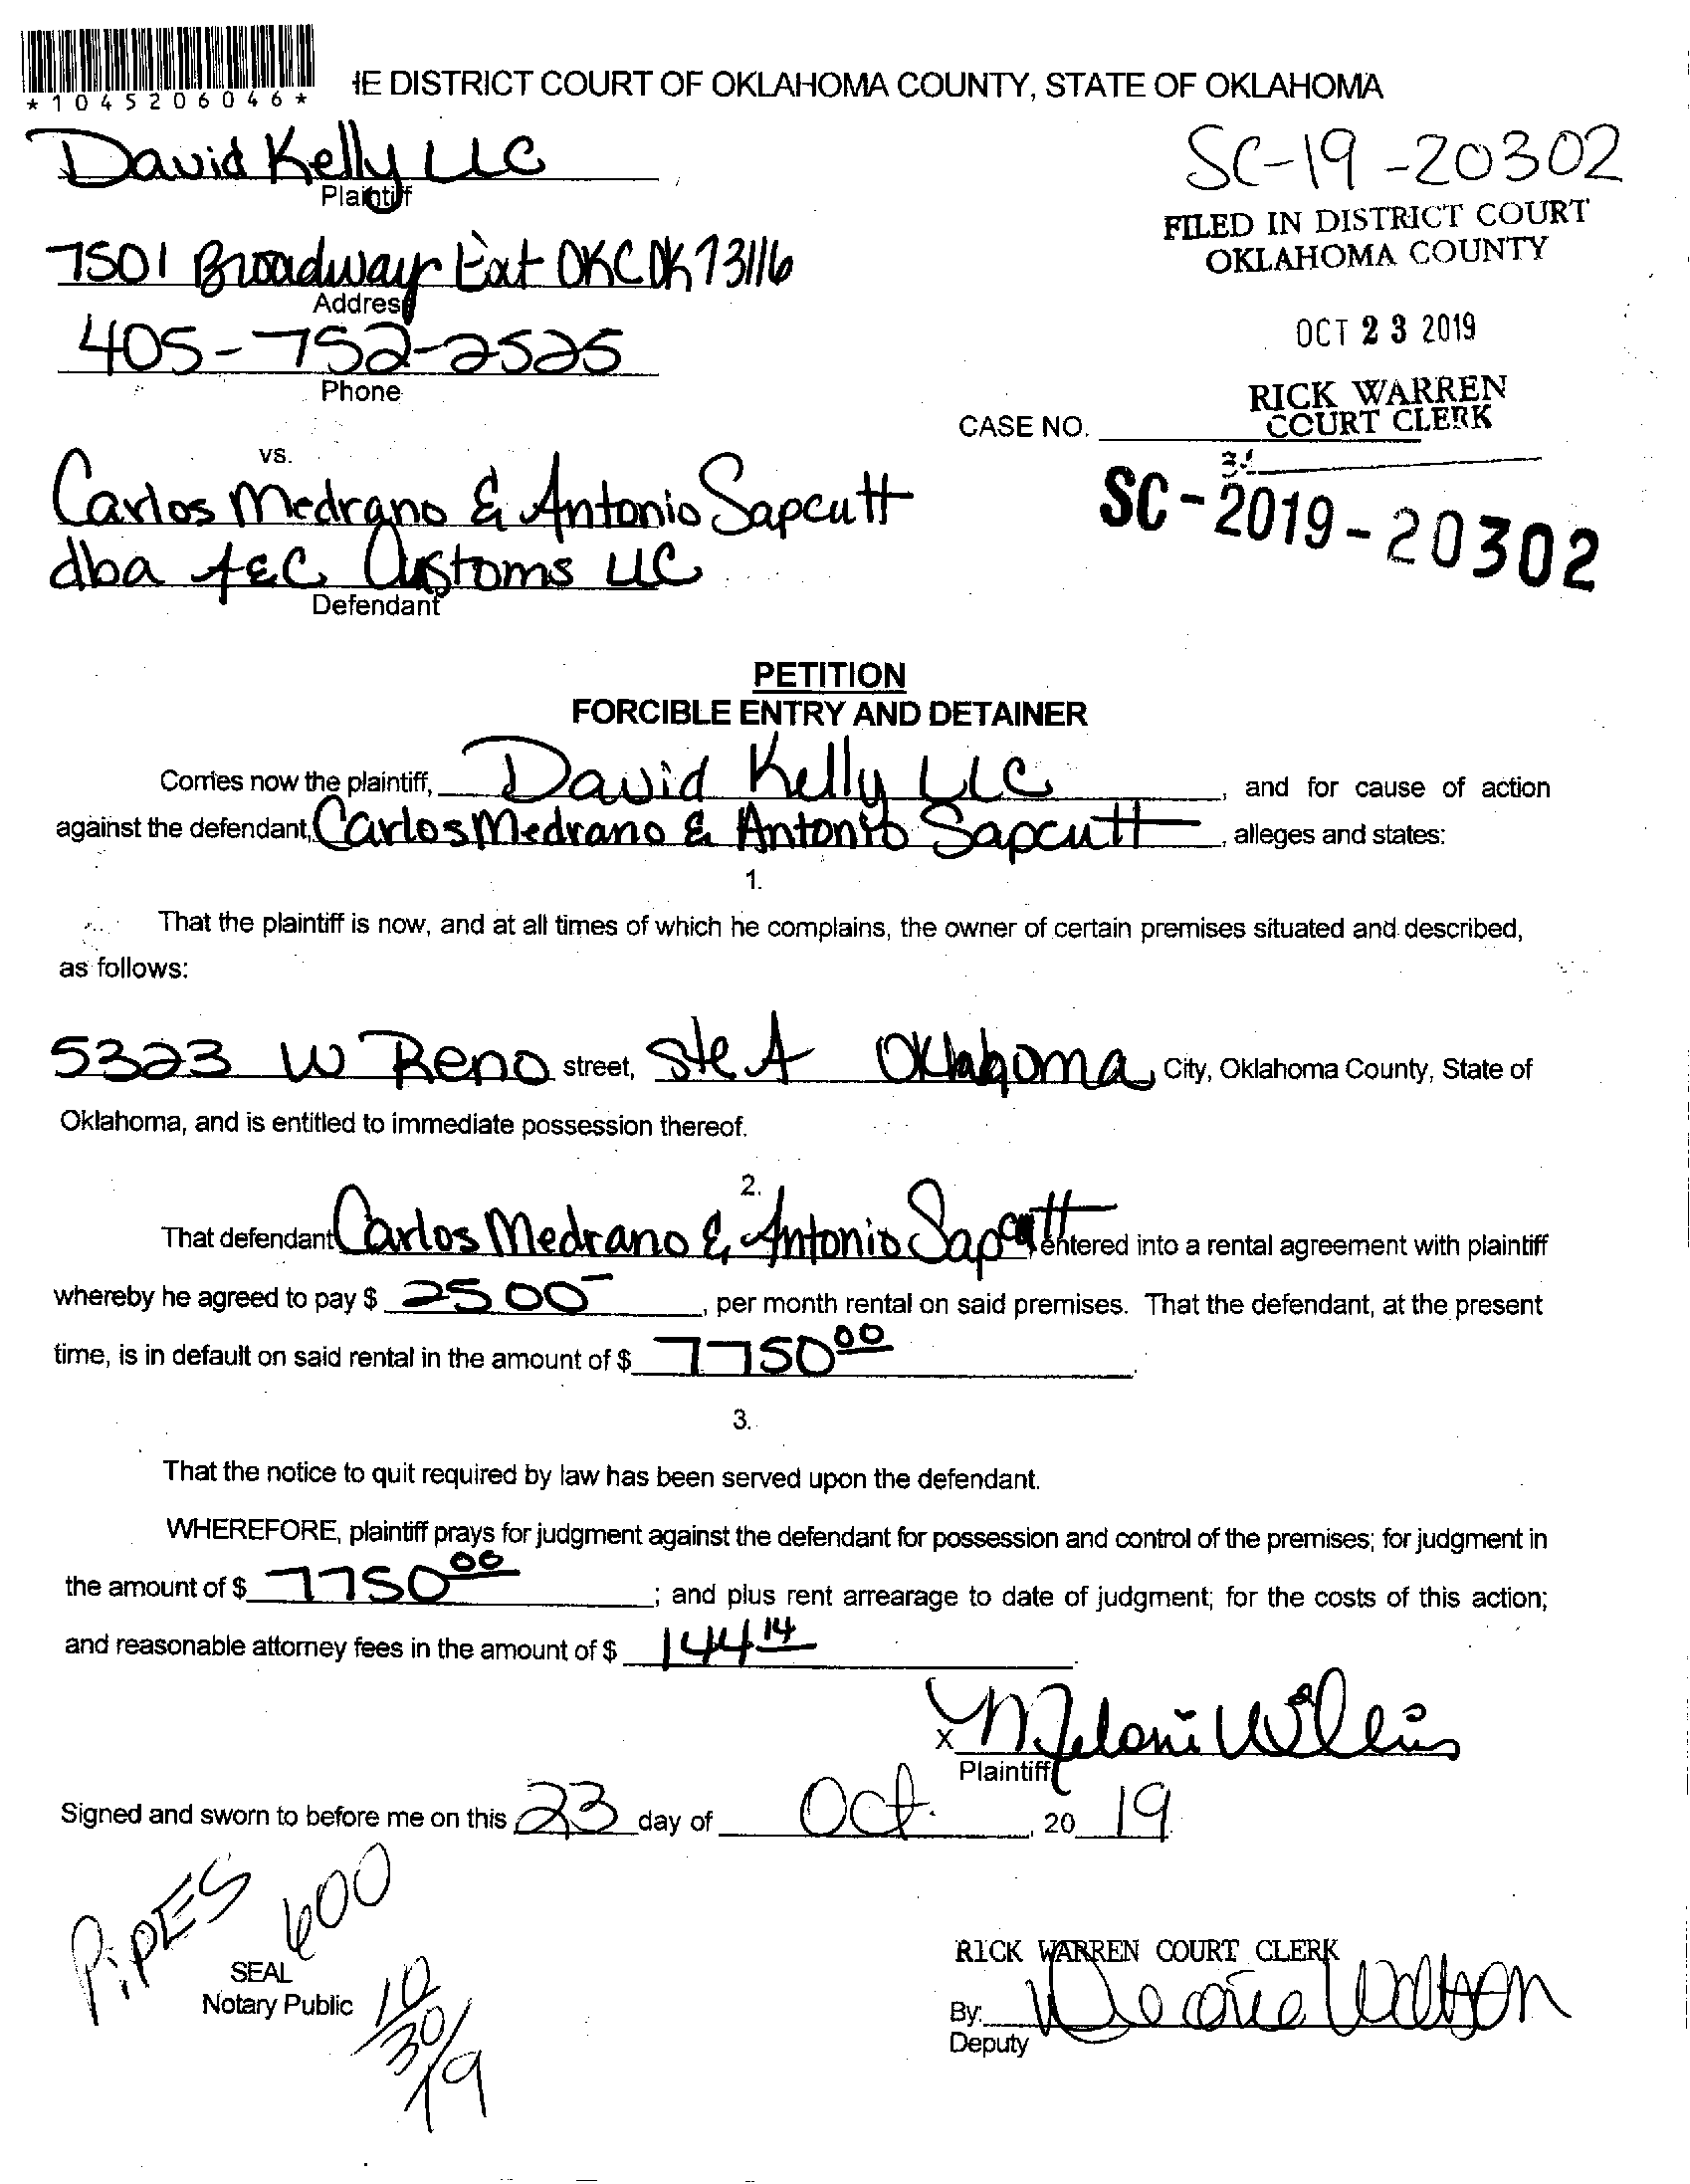 *1045206046*
HE DISTRICT COURT OF OKLAHOMA COUNTY, STATE OF OKLAHOMA
David Kelly LLC
Plaintiff
SC-19-20302
FILED IN DISTRICT COURT
OKLAHOMA COUNTY
7501 Broadway Ext OKC OK 73116
Address
OCT 23 2019
405-752-2525
Phone
RICK WARREN
COURT CLERK
CASE NO.
vs.
SC-2019-20302
Carlos Medrano & Antonio Sapcutt
dba A&C Customs LLC
Defendant
PETITION
FORCIBLE ENTRY AND DETAINER
Comes now the plaintiff, David Kelly LLC, and for cause of action
against the defendant, Carlos Medrano & Antonio Sapcutt, alleges and states:
1.
That the plaintiff is now, and at all times of which he complains, the owner of certain premises situated and described,
as follows:
5323 W Reno street, Ste A Oklahoma, City, Oklahoma County, State of
Oklahoma, and is entitled to immediate possession thereof.
2.
That defendant Carlos Medrano & Antonio Sapcutt, entered into a rental agreement with plaintiff
whereby he agreed to pay $ 2500-, per month rental on said premises. That the defendant, at the present
time, is in default on said rental in the amount of $ 7750 00.
3.
That the notice to quit required by law has been served upon the defendant.
WHEREFORE, plaintiff prays for judgment against the defendant for possession and control of the premises; for judgment in
the amount of $ 7750 00; and plus rent arrearage to date of judgment; for the costs of this action;
and reasonable attorney fees in the amount of $ 144 14.
X Melani Willis
Plaintiff
Signed and sworn to before me on this 23 day of Oct., 20 19.
PiPES 600
SEAL
Notary Public
10/30/19
RICK WARREN COURT CLERK
By:
Deputy